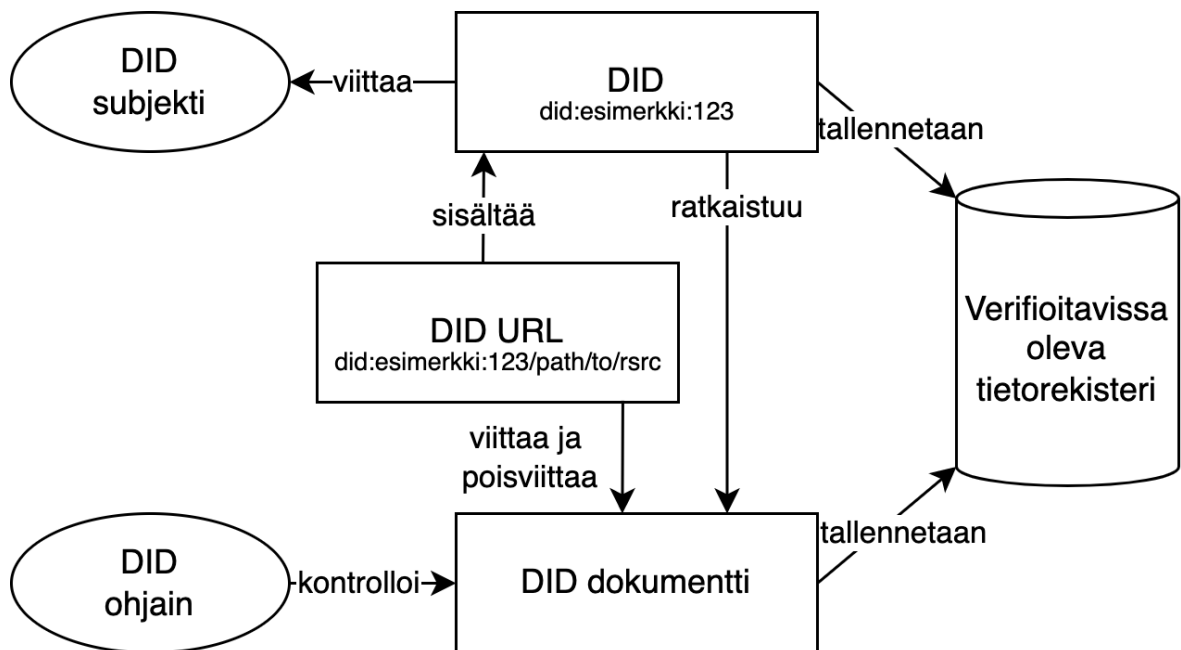 DID
subjekti
viittaa
DID
did:esimerkki:123
tallennetaan
sisältää
ratkaistuu
DID URL
did:esimerkki:123/path/to/rsrc
Verifioitavissa
oleva
tietorekisteri
viittaa ja
poisviittaa
DID
ohjain
kontrolloi
DID dokumentti
tallennetaan